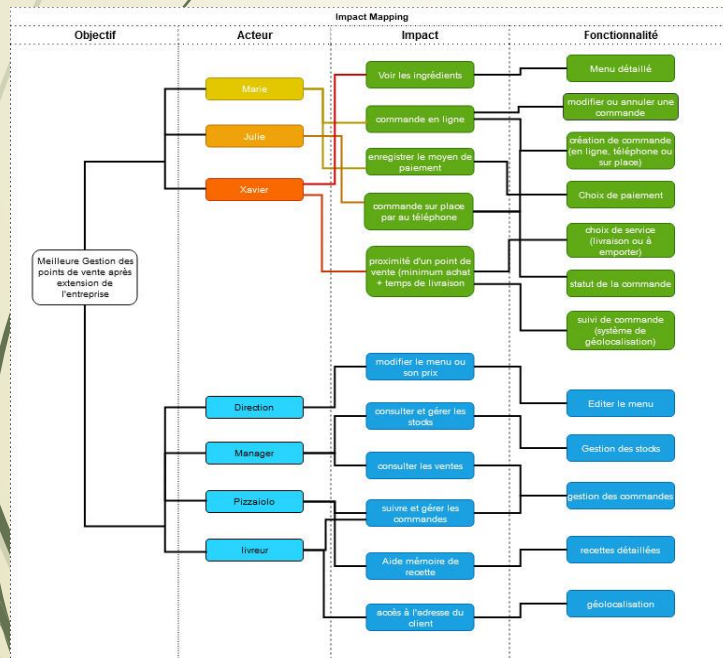 Impact Mapping
Objectif
Acteur
Impact
Fonctionnalité
Meilleure Gestion des
points de vente après
extension de
l'entreprise
Marie
Julie
Xavier
Direction
Manager
Pizzaiolo
livreur
Voir les ingrédients
commande en ligne
enregistrer le moyen de
paiement
commande sur place
par au téléphone
proximité d'un point de
vente (minimum achat
+ temps de livraison
modifier le menu ou
son prix
consulter et gérer les
stocks
consulter les ventes
suivre et gérer les
commandes
Aide mémoire de
recette
accès à l'adresse du
client
Menu détaillé
modifier ou annuler une
commande
création de commande
(en ligne, téléphone ou
sur place)
Choix de paiement
choix de service
(livraison ou à
emporter)
statut de la commande
suivi de commande
(système de
géolocalisation)
Editer le menu
Gestion des stocks
gestion des commandes
recettes détaillées
géolocalisation